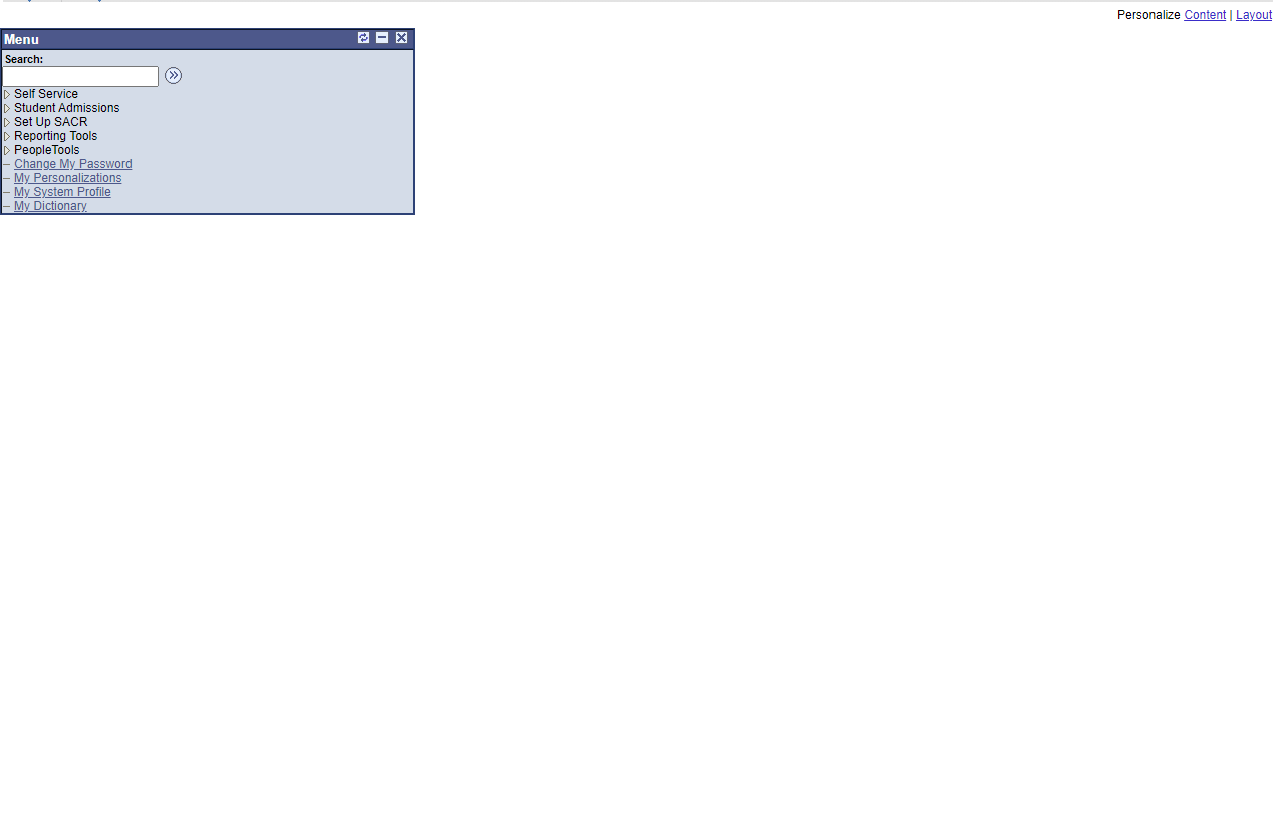 Personalize Content | Layout
Menu
Search:
Self Service
Student Admissions
Set Up SACR
Reporting Tools
PeopleTools
Change My Password
My Personalizations
My System Profile
My Dictionary